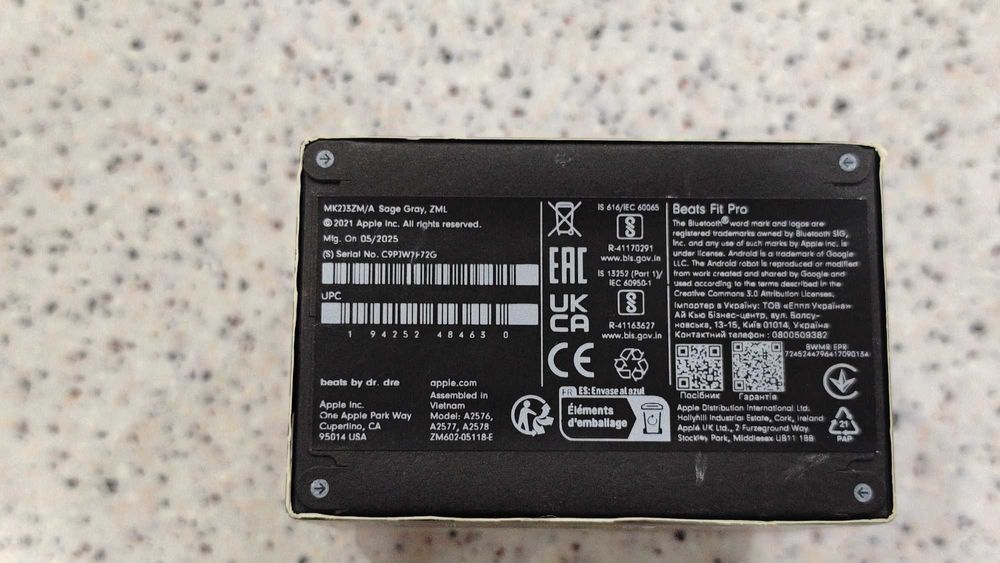 MK2J3ZM/A Sage Gray, ZML
©2021 Apple Inc. All rights reserved.
Mfg. On 05/2025
(S) Serial No.
UPC
1 94252 48463 0
beats by dr. dre
Apple Inc.
One Apple Park Way
Cupertino, CA
95014 USA
apple.com
Assembled in
Vietnam
Model: A2576,
A2577, A2578
ZM602-05118-E
EAC
UK
CA
CE
IS 616/IEC 60065
R-41170291
www.bis.gov.in
IS 13252 (Part 1)/
IEC 60950-1
R-41163627
www.bis.gov.in
FR ES: Envase al azul
Éléments
d'emballage
Beats Fit Pro
The Bluetooth® word mark and logos are
registered trademarks owned by Bluetooth SIG,
Inc. and any use of such marks by Apple Inc. is
under license. Android is a trademark of Google
LLC. The Android robot is reproduced or modified
from work created and shared by Google and
used according to the terms described in the
Creative Commons 3.0 Attribution License.
Імпортер в Україну: ТОВ «Еппл Україна»
Ай Кью Бізнес-центр, вул. Болсу-
новська, 13-15, Київ 01014, Україна
Контактний телефон: 0800509382
BWMR EPR
7245244796417090134
Посібник
Гарантія
Apple Distribution International Ltd.
Hollyhill Industrial Estate, Cork, Ireland
Apple UK Ltd., 2 Furzeground Way
Stockley Park, Middlesex UB11 1BB
21
PAP